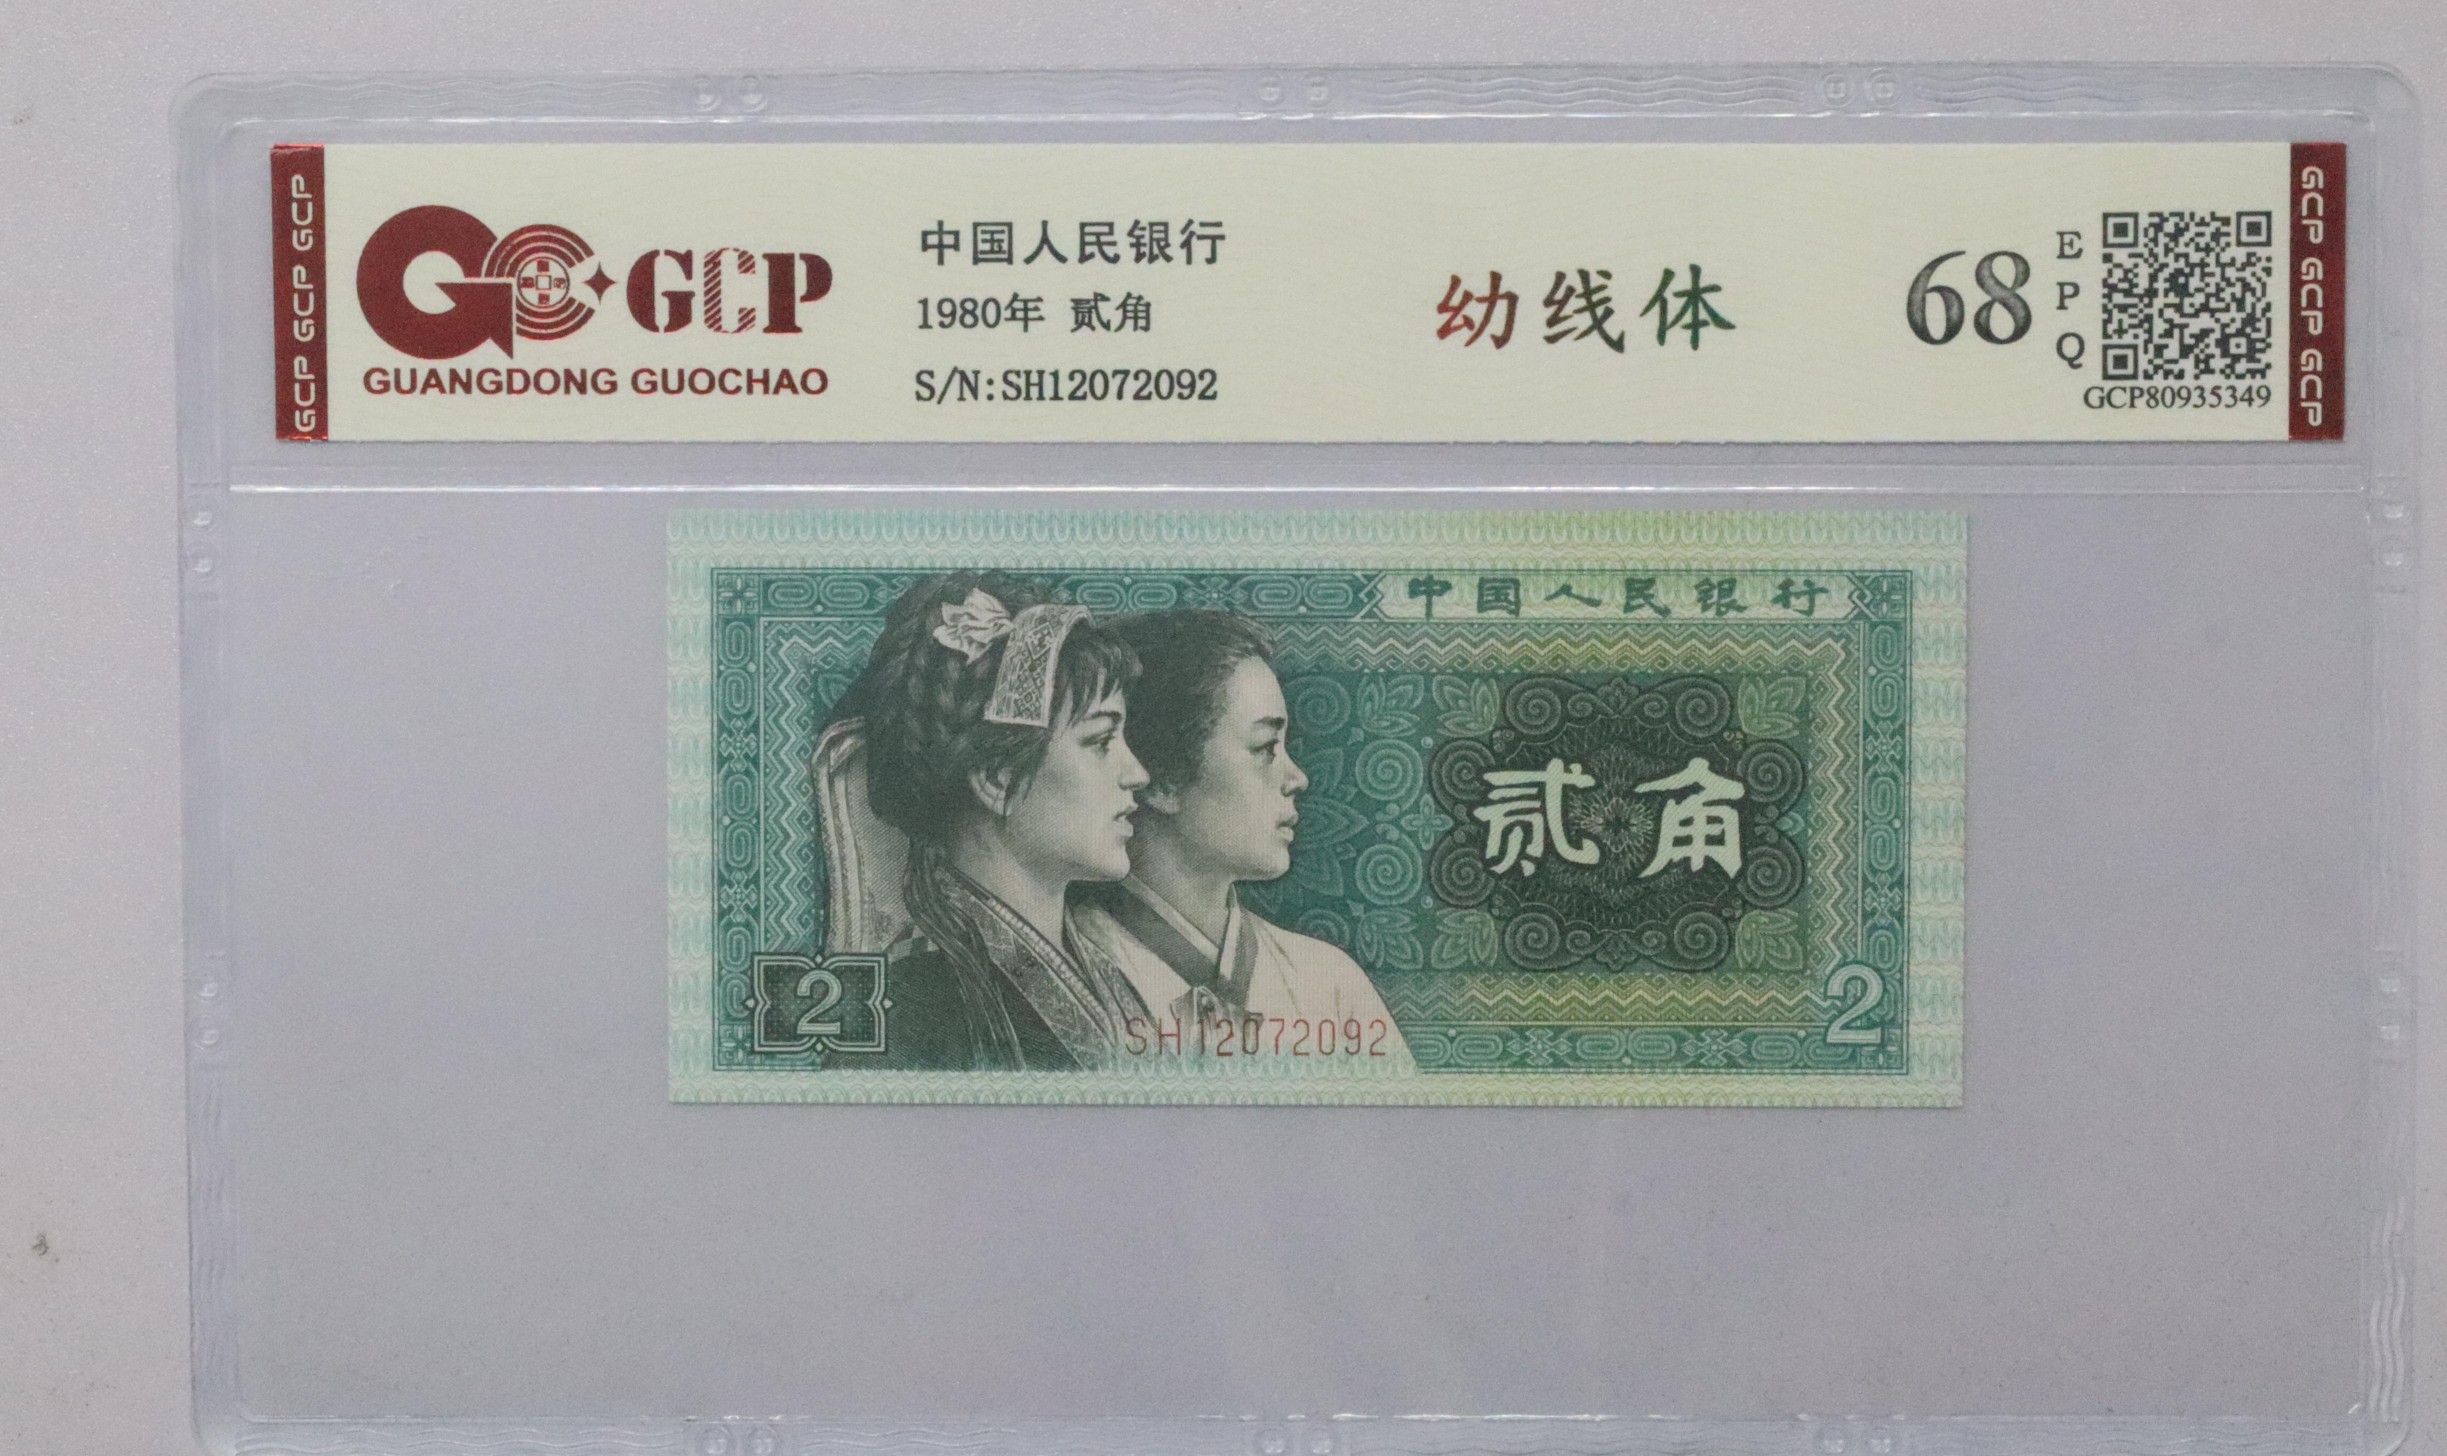 GCP GCP GCP
GCP
GUANGDONG GUOCHAO
中国人民银行
1980年 贰角
S/N:SH12072092
幼线体
68
EPQ
GCP80935349
GCP GCP GCP
中国人民银行
贰角
2
2
SH12072092